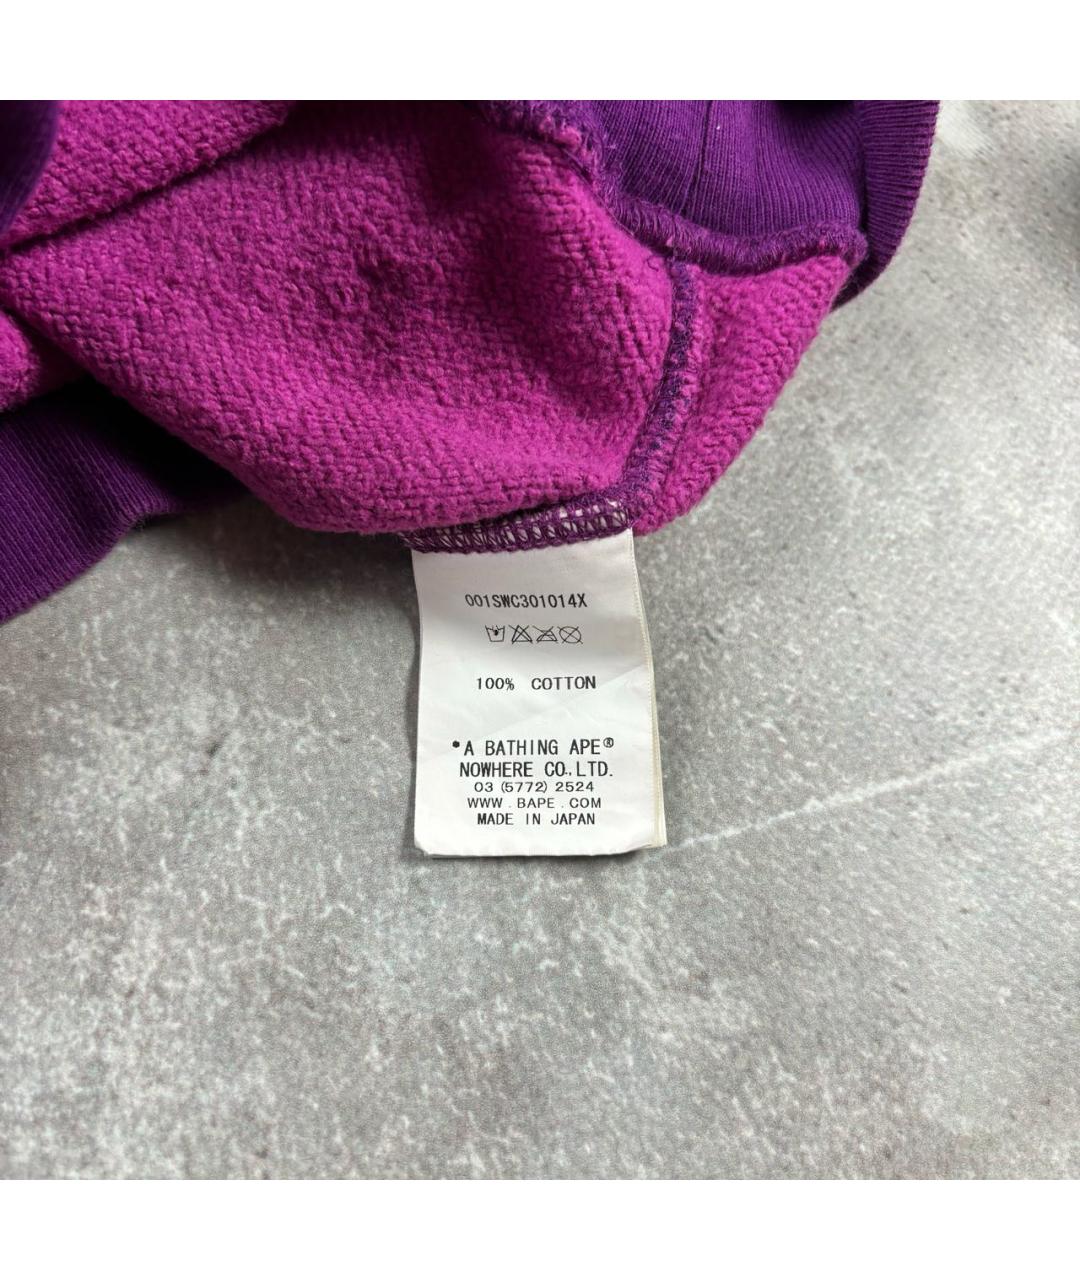 001SWC301014X
100% COTTON
*A BATHING APE®
NOWHERE CO.,LTD.
03 (5772) 2524
WWW . BAPE . COM
MADE IN JAPAN